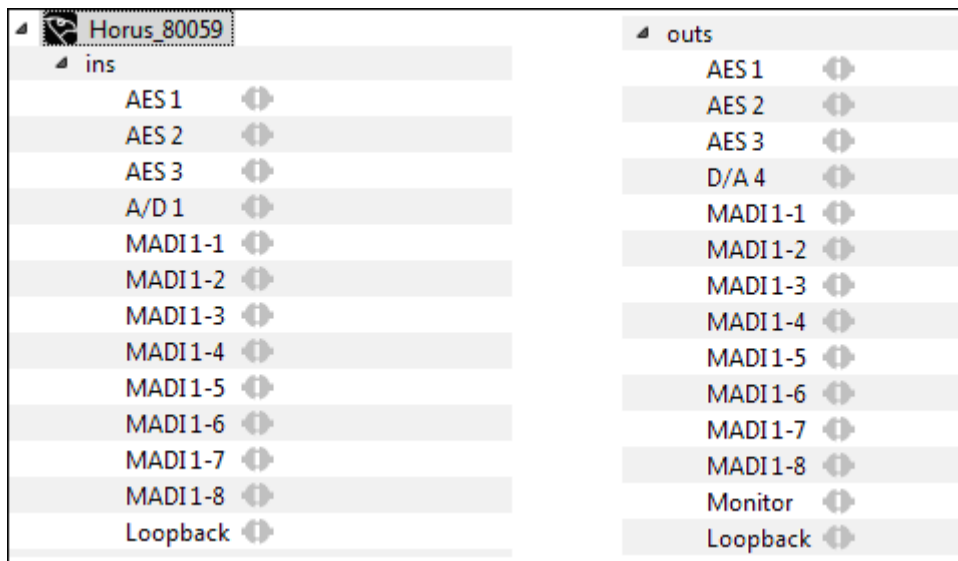 Horus_80059
ins
AES 1
AES 2
AES 3
A/D 1
MADI 1-1
MADI 1-2
MADI 1-3
MADI 1-4
MADI 1-5
MADI 1-6
MADI 1-7
MADI 1-8
Loopback
outs
AES 1
AES 2
AES 3
D/A 4
MADI 1-1
MADI 1-2
MADI 1-3
MADI 1-4
MADI 1-5
MADI 1-6
MADI 1-7
MADI 1-8
Monitor
Loopback